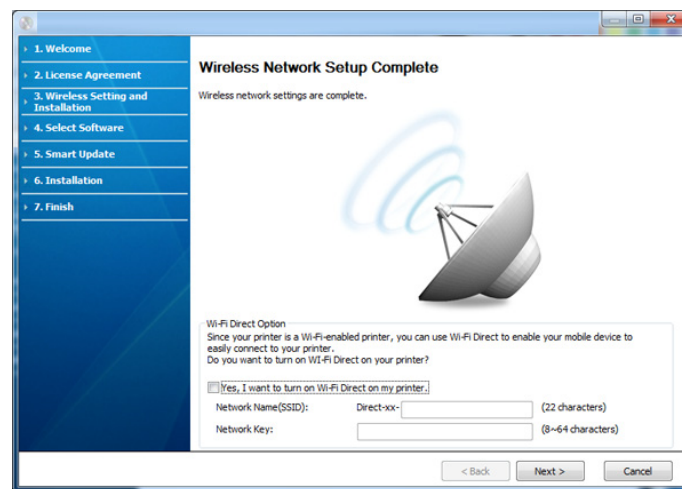 1. Welcome
2. License Agreement
3. Wireless Setting and
Installation
4. Select Software
5. Smart Update
6. Installation
7. Finish
Wireless Network Setup Complete
Wireless network settings are complete.
Wi-Fi Direct Option
Since your printer is a Wi-Fi-enabled printer, you can use Wi-Fi Direct to enable your mobile device to
easily connect to your printer.
Do you want to turn on WI-Fi Direct on your printer?
Yes, I want to turn on Wi-Fi Direct on my printer.
Network Name(SSID): Direct-xx- (22 characters)
Network Key: (8~64 characters)
< Back Next > Cancel